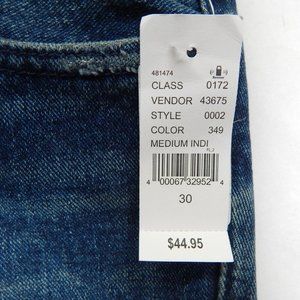 481474
CLASS 0172
VENDOR 43675
STYLE 0002
COLOR 349
MEDIUM INDI
4 00067 32952 4
30
$44.95